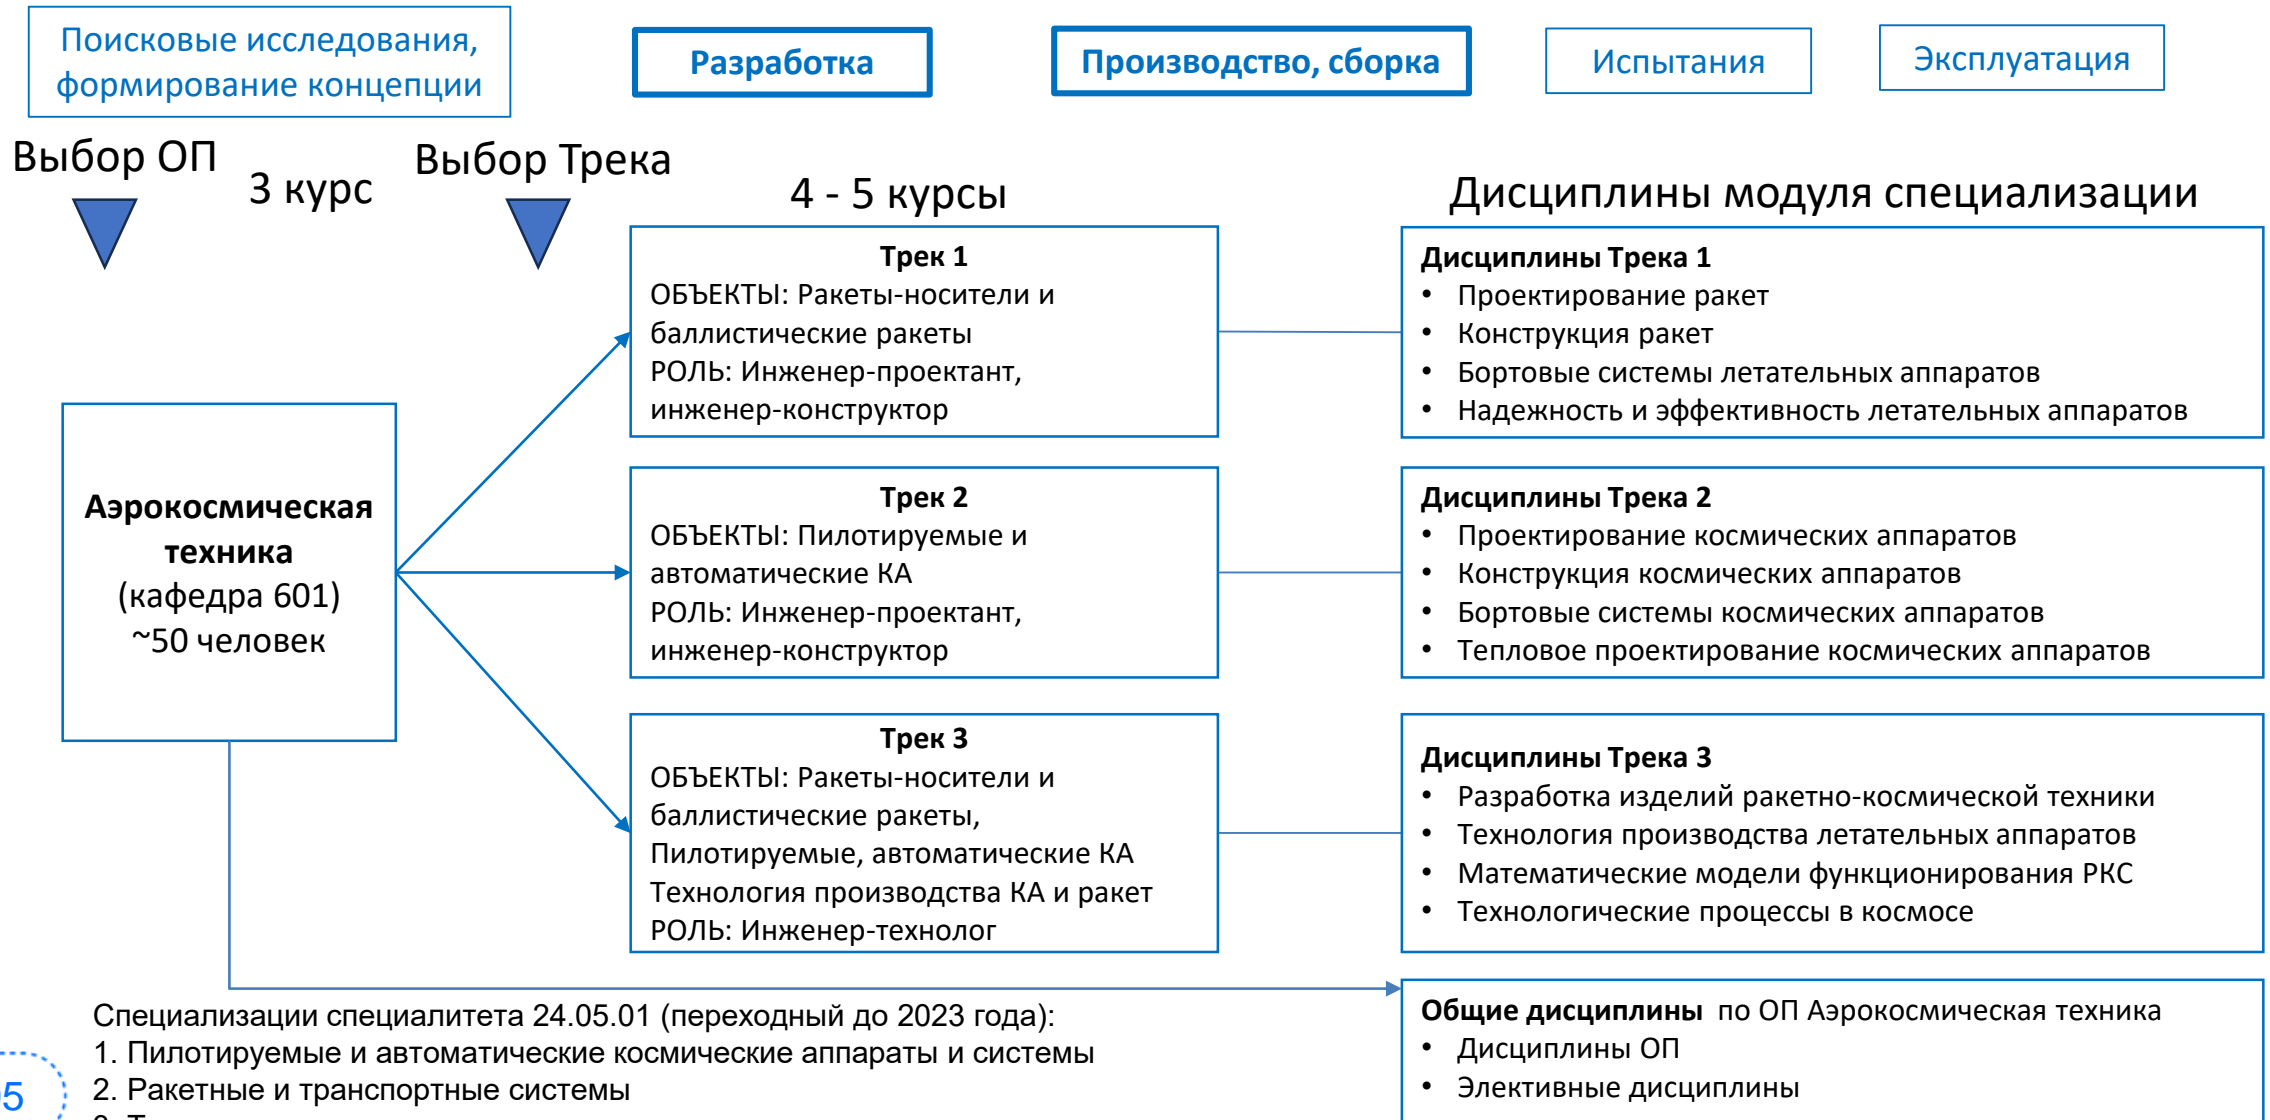 Поисковые исследования,
формирование концепции
Разработка
Производство, сборка
Испытания
Эксплуатация
Выбор ОП
3 курс
Выбор Трека
4 - 5 курсы
Дисциплины модуля специализации
Аэрокосмическая
техника
(кафедра 601)
~50 человек
Трек 1
ОБЪЕКТЫ: Ракеты-носители и
баллистические ракеты
РОЛЬ: Инженер-проектант,
инженер-конструктор
Дисциплины Трека 1
• Проектирование ракет
• Конструкция ракет
• Бортовые системы летательных аппаратов
• Надежность и эффективность летательных аппаратов
Трек 2
ОБЪЕКТЫ: Пилотируемые и
автоматические КА
РОЛЬ: Инженер-проектант,
инженер-конструктор
Дисциплины Трека 2
• Проектирование космических аппаратов
• Конструкция космических аппаратов
• Бортовые системы космических аппаратов
• Тепловое проектирование космических аппаратов
Трек 3
ОБЪЕКТЫ: Ракеты-носители и
баллистические ракеты,
Пилотируемые, автоматические КА
Технология производства КА и ракет
РОЛЬ: Инженер-технолог
Дисциплины Трека 3
• Разработка изделий ракетно-космической техники
• Технология производства летательных аппаратов
• Математические модели функционирования РКС
• Технологические процессы в космосе
Общие дисциплины по ОП Аэрокосмическая техника
• Дисциплины ОП
• Элективные дисциплины
Специализации специалитета 24.05.01 (переходный до 2023 года):
1. Пилотируемые и автоматические космические аппараты и системы
2. Ракетные и транспортные системы
5